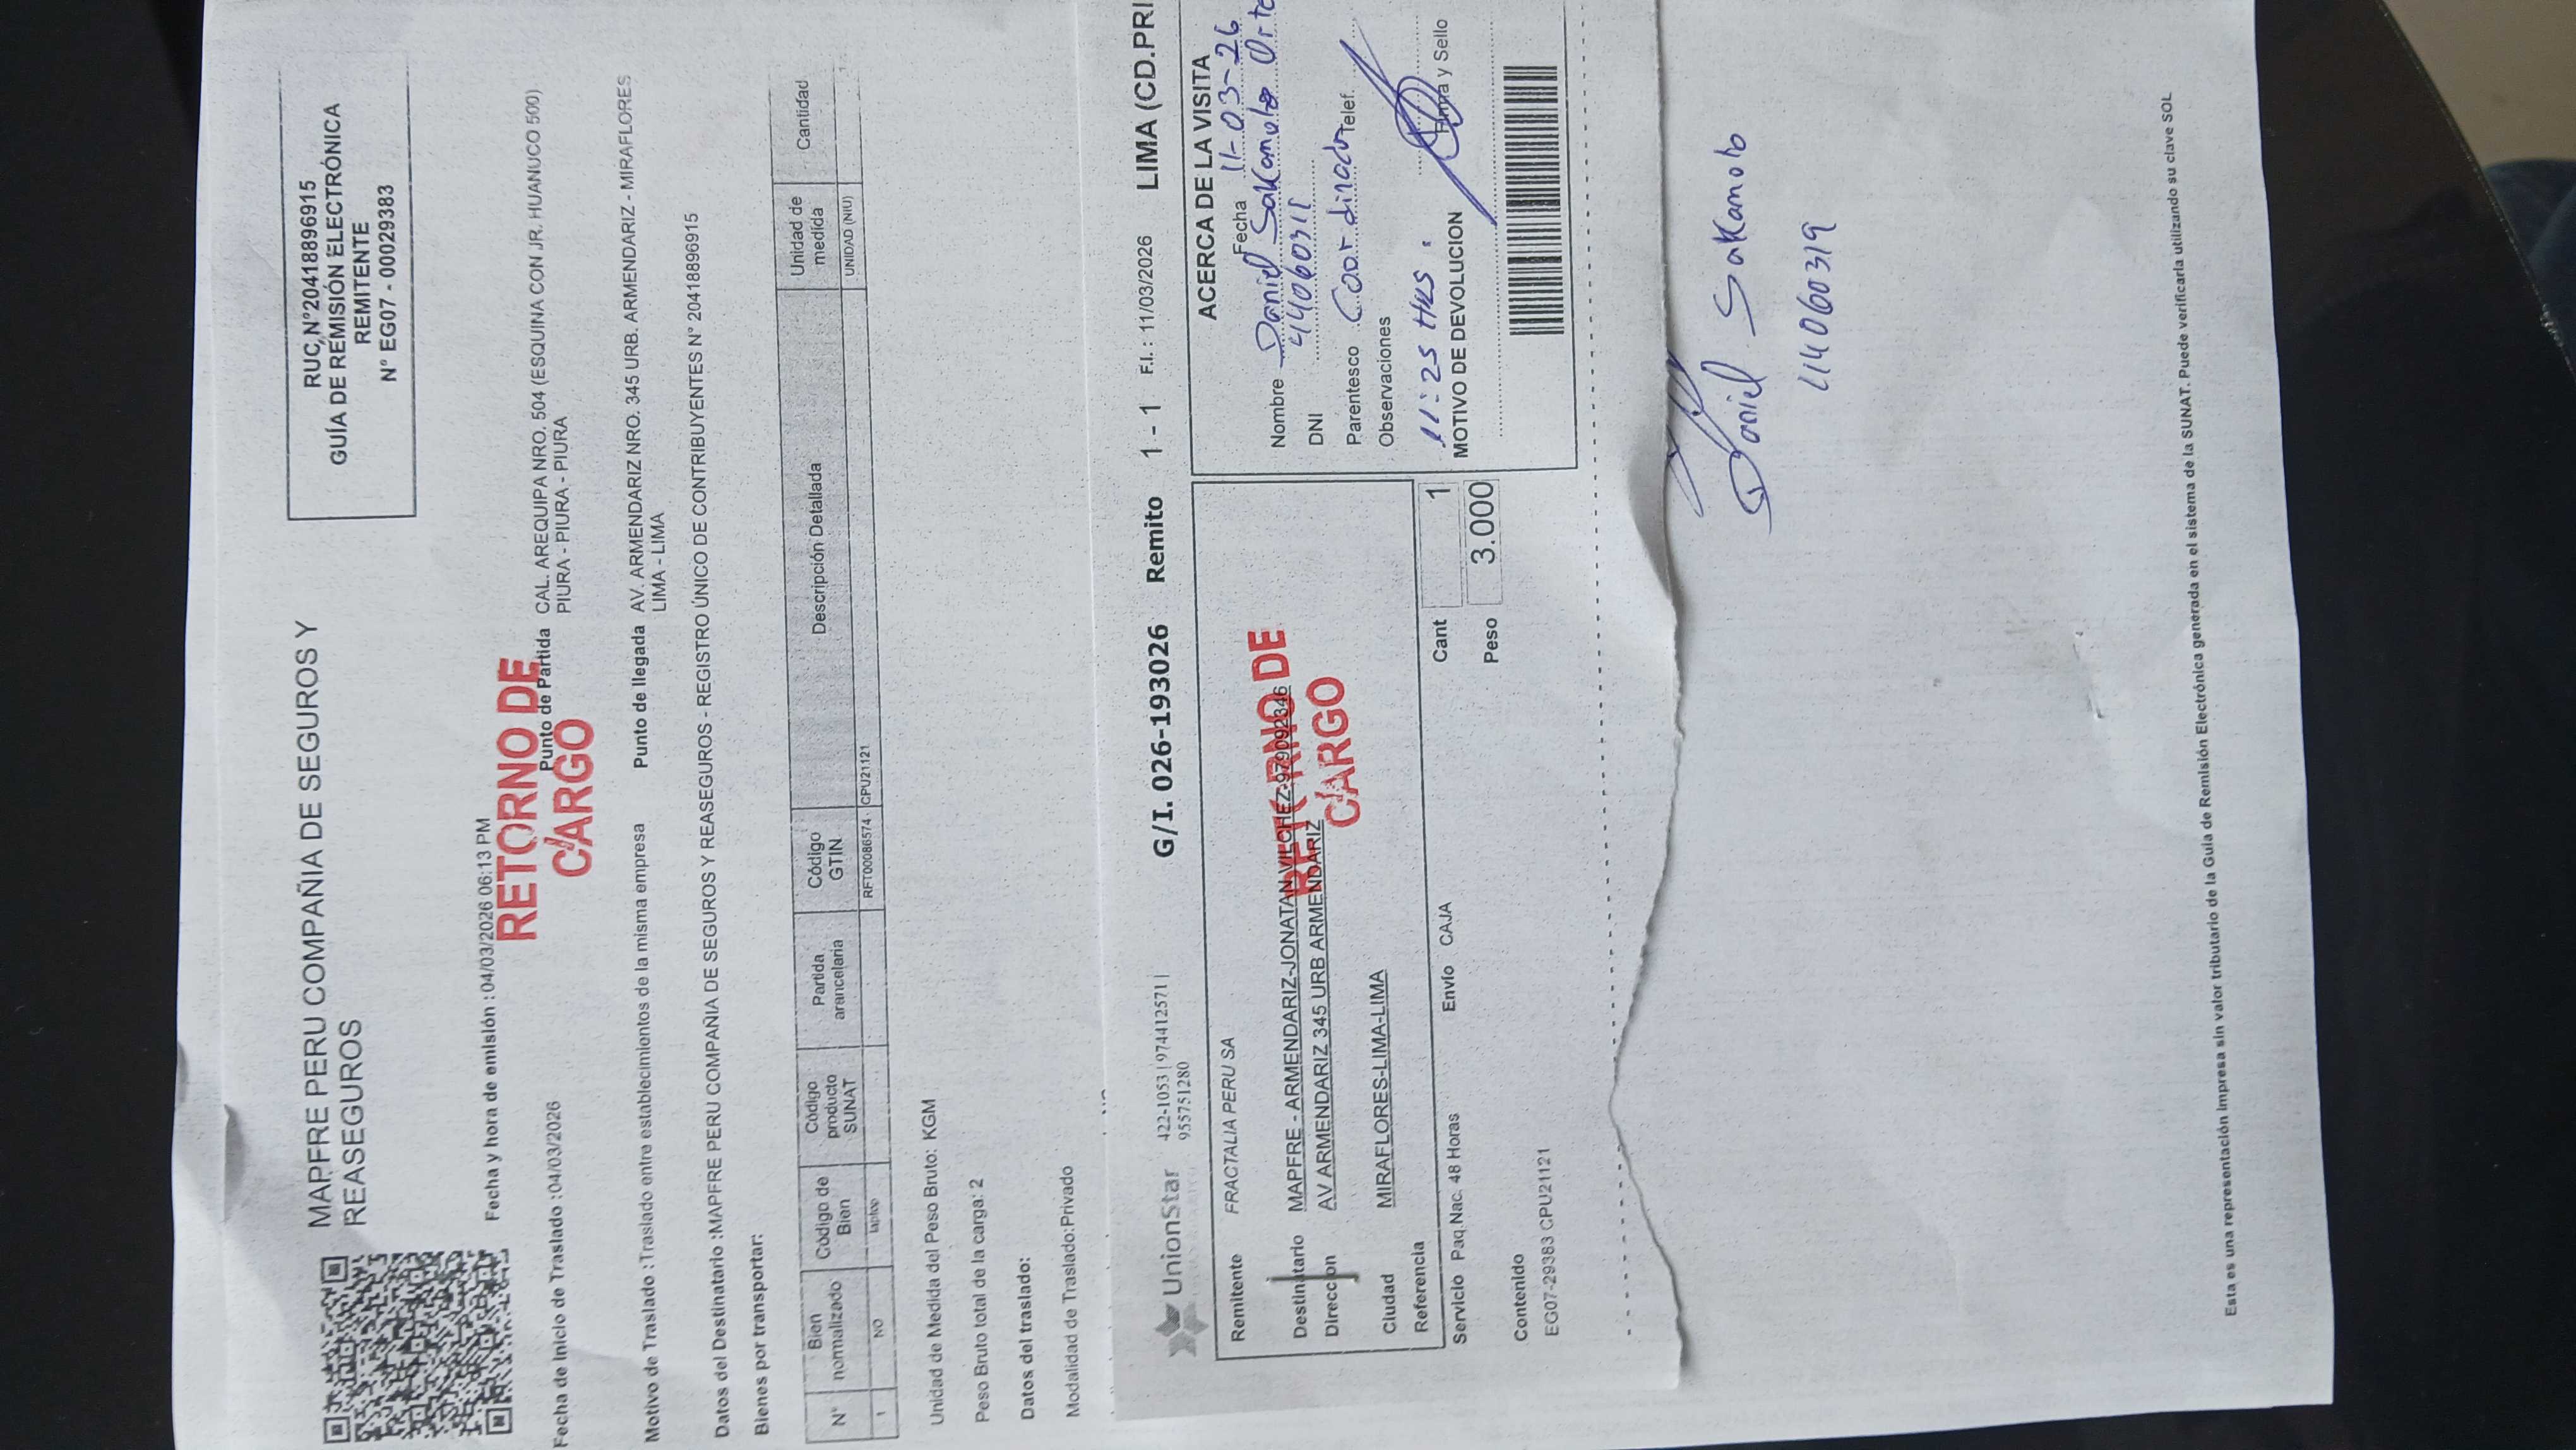 MAPFRE PERU COMPAÑIA DE SEGUROS Y
REASEGUROS
RUC N°20418896915
GUÍA DE REMISIÓN ELECTRÓNICA
REMITENTE
N° EG07 - 00029383
Fecha y hora de emisión : 04/03/2026 06:13 PM
RETORNO DE
CARGO
Fecha de Inicio de Traslado : 04/03/2026
Punto de Partida CAL. AREQUIPA NRO. 504 (ESQUINA CON JR. HUANUCO 500)
PIURA - PIURA - PIURA
Motivo de Traslado : Traslado entre establecimientos de la misma empresa
Punto de llegada AV. ARMENDARIZ NRO. 345 URB. ARMENDARIZ - MIRAFLORES
LIMA - LIMA
Datos del Destinatario :MAPFRE PERU COMPAÑIA DE SEGUROS Y REASEGUROS - REGISTRO ÚNICO DE CONTRIBUYENTES N° 20418896915
Bienes por transportar:
N° Bien normalizado Código de Bien Código producto SUNAT Partida arancelaria Código GTIN Descripción Detallada Unidad de medida Cantidad
1 NO laptop RFT00086574 CPU21121 UNIDAD (NIU) 1
Unidad de Medida del Peso Bruto: KGM
Peso Bruto total de la carga: 2
Datos del traslado:
Modalidad de Traslado:Privado
UnionStar
422-1053 | 974412571 |
955751280
G/I. 026-193026 Remito 1 - 1 F.I. : 11/03/2026 LIMA (CD.PRI
Remitente FRACTALIA PERU SA
Destinatario MAPFRE - ARMENDARIZ-JONATAN VILCHEZ-979092346
Direccion AV ARMENDARIZ 345 URB ARMENDARIZ
RETORNO DE
CARGO
Ciudad MIRAFLORES-LIMA-LIMA
Referencia
Servicio Paq.Nac. 48 Horas Envío CAJA Cant 1
Peso 3.000
Contenido
EG07-29383 CPU21121
ACERCA DE LA VISITA
Fecha 11-03-26
Nombre Daniel Sakamoto
DNI
Parentesco Coordinador Telef.
Observaciones
11:25 HRS.
Firma y Sello
MOTIVO DE DEVOLUCION
Daniel Sakamoto
44060319
Esta es una representación impresa sin valor tributario de la Guía de Remisión Electrónica generada en el sistema de la SUNAT. Puede verificarla utilizando su clave SOL